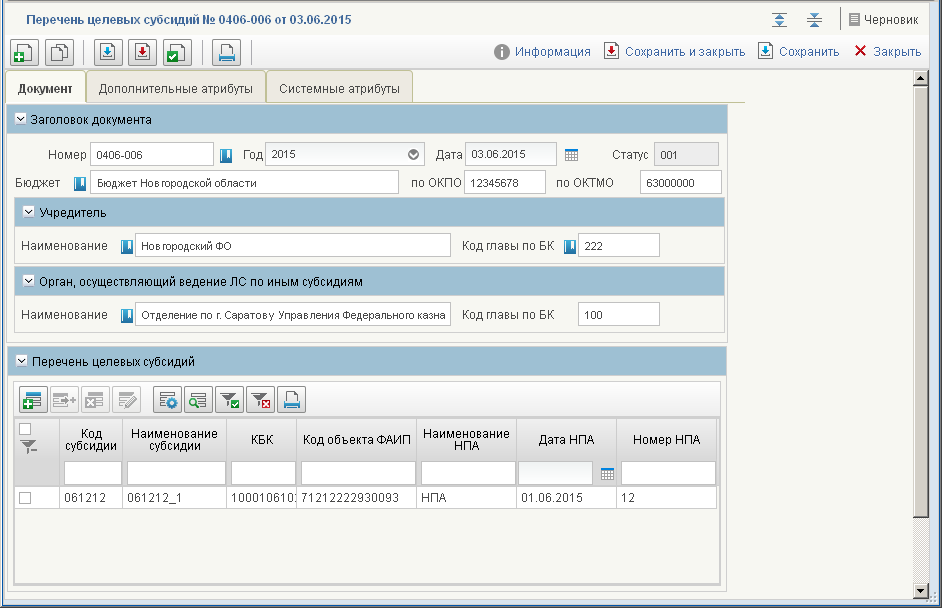 Перечень целевых субсидий № 0406-006 от 03.06.2015 Черновик
Информация Сохранить и закрыть Сохранить Закрыть
Документ Дополнительные атрибуты Системные атрибуты
Заголовок документа
Номер 0406-006 Год 2015 Дата 03.06.2015 Статус 001
Бюджет Бюджет Новгородской области по ОКПО 12345678 по ОКТМО 63000000
Учредитель
Наименование Новгородский ФО Код главы по БК 222
Орган, осуществляющий ведение ЛС по иным субсидиям
Наименование Отделение по г. Саратову Управления Федерального казна Код главы по БК 100
Перечень целевых субсидий
Код субсидии Наименование субсидии КБК Код объекта ФАИП Наименование НПА Дата НПА Номер НПА
061212 061212_1 1000106101 71212222930093 НПА 01.06.2015 12